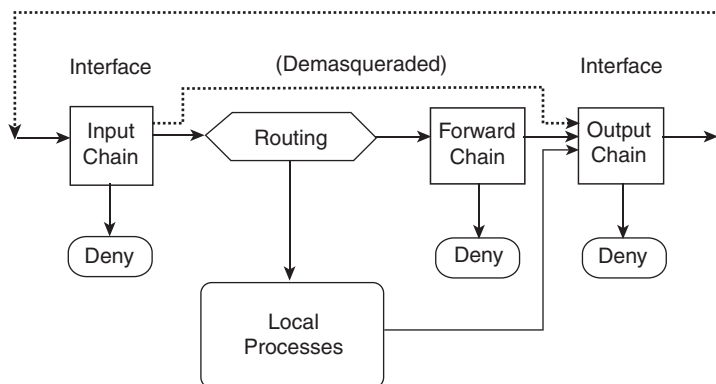 Interface
(Demasqueraded)
Interface
Input
Chain
Routing
Forward
Chain
Output
Chain
Deny
Deny
Deny
Local
Processes